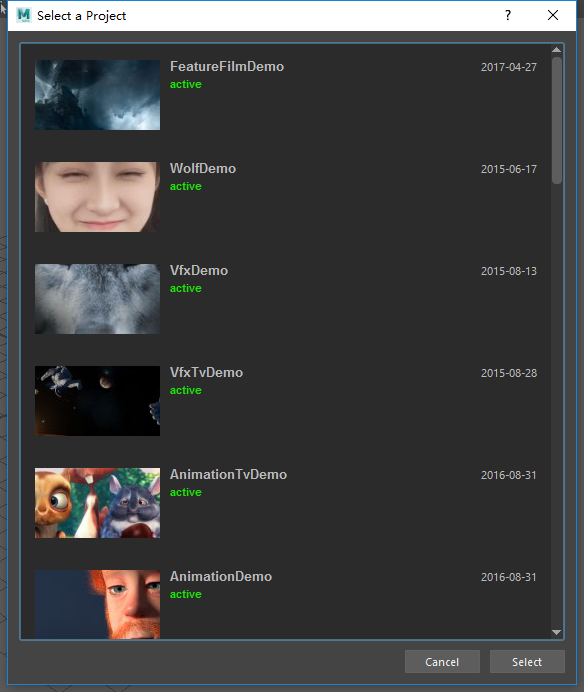 Select a Project
FeatureFilmDemo 2017-04-27
active
WolfDemo 2015-06-17
active
VfxDemo 2015-08-13
active
VfxTvDemo 2015-08-28
active
AnimationTvDemo 2016-08-31
active
AnimationDemo 2016-08-31
active
Cancel Select